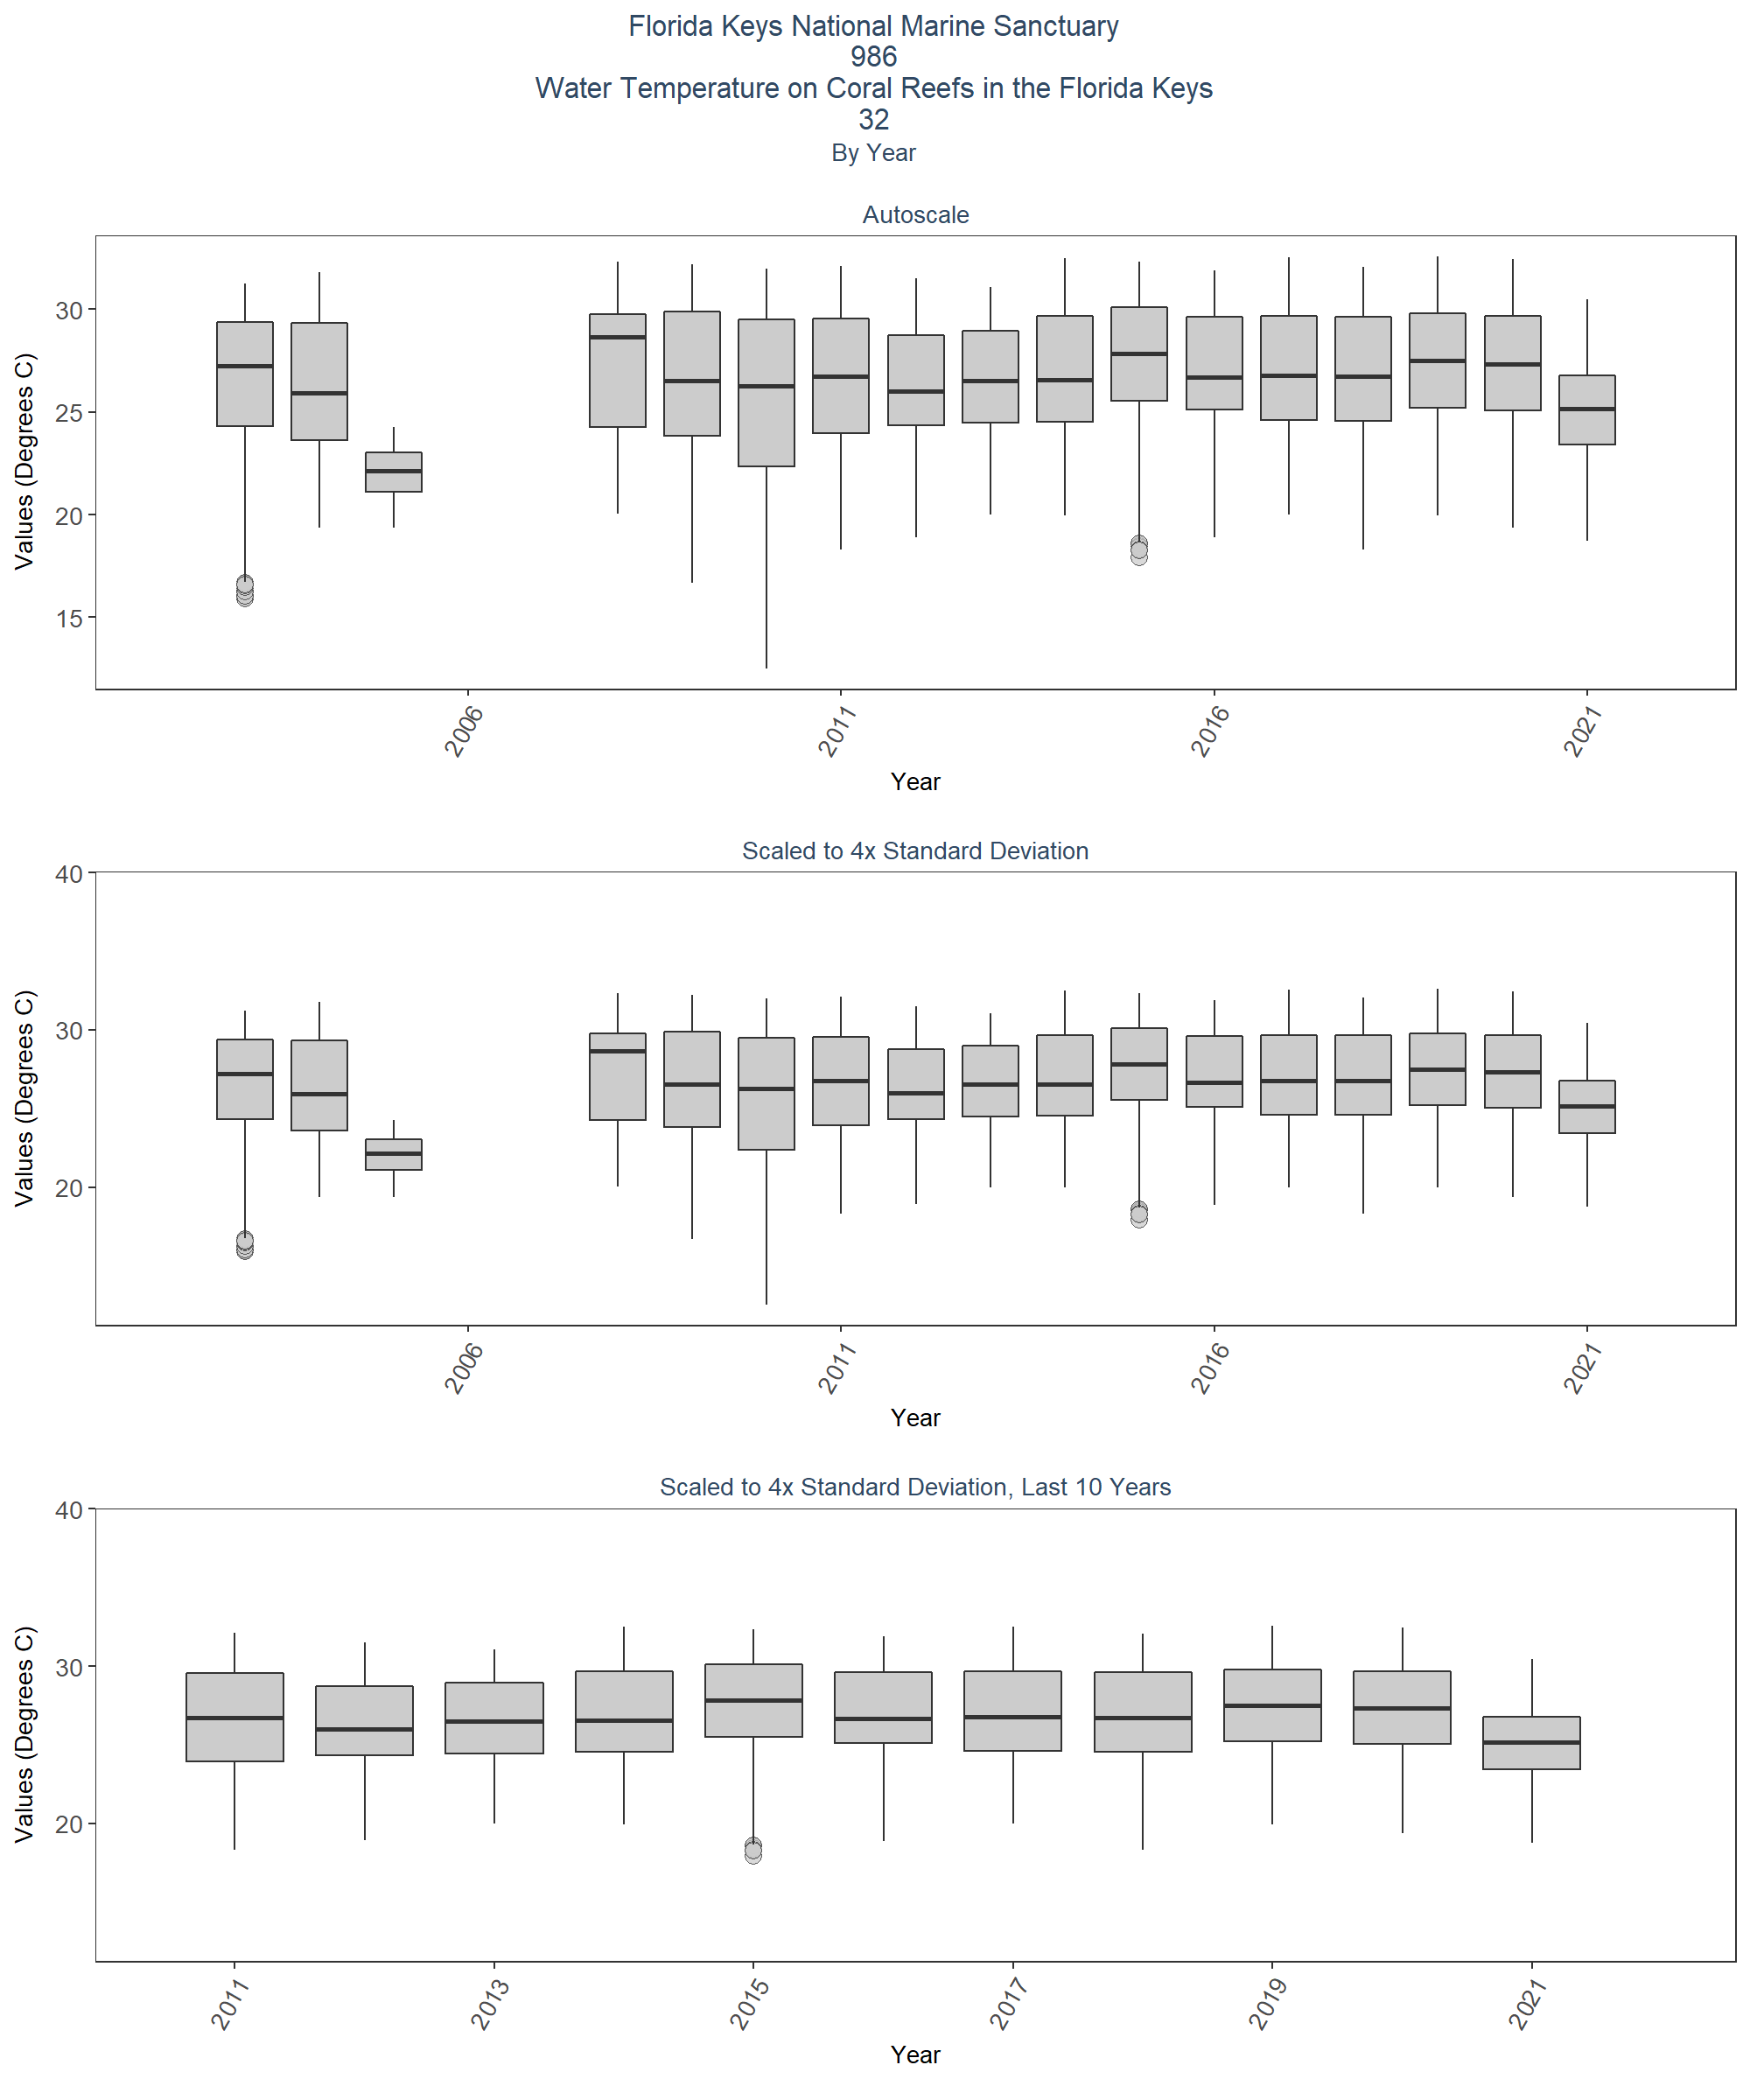 Florida Keys National Marine Sanctuary
986
Water Temperature on Coral Reefs in the Florida Keys
32
By Year
Autoscale
Values (Degrees C)
30
25
20
15
2006
2011
2016
2021
Year
Scaled to 4x Standard Deviation
Values (Degrees C)
40
30
20
2006
2011
2016
2021
Year
Scaled to 4x Standard Deviation, Last 10 Years
Values (Degrees C)
40
30
20
2011
2013
2015
2017
2019
2021
Year